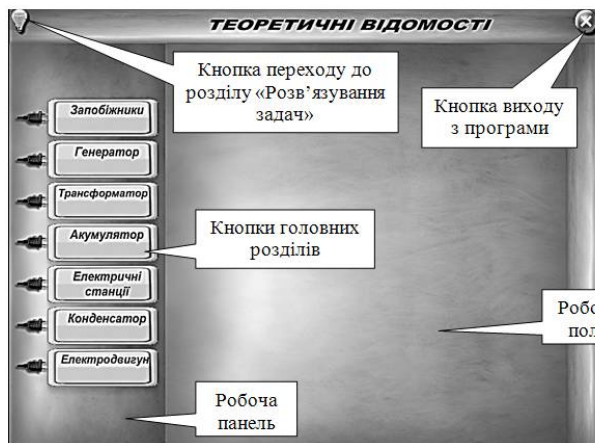 ТЕОРЕТИЧНІ ВІДОМОСТІ
Кнопка переходу до
розділу «Розв’язування
задач»
Кнопка виходу
з програми
Запобіжники
Генератор
Трансформатор
Акумулятор
Електричні
станції
Конденсатор
Електродвигун
Кнопки головних
розділів
Робоча
панель